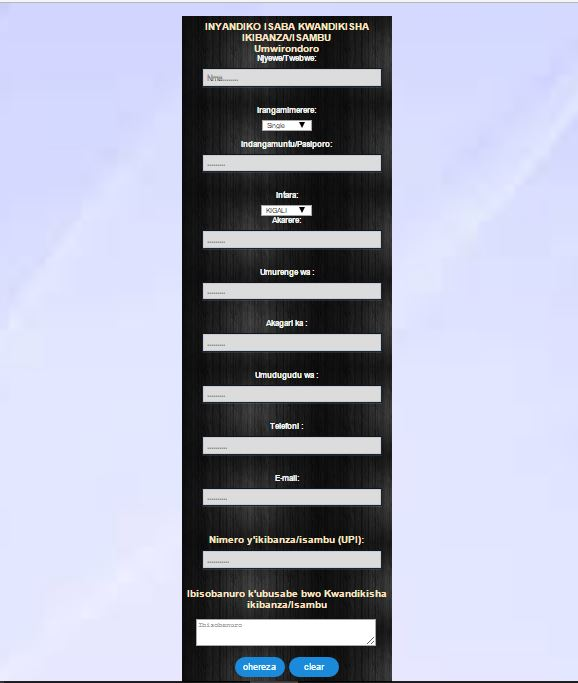 INYANDIKO ISABA KWANDIKISHA
IKIBANZA/ISAMBU
Umwirondoro
Njyewe/Twebwe:
Nma.........
Irangamimerere:
Single
Indangamuntu/Pasiporo:
..........
Intara:
KIGALI
Akarere:
..........
Umurenge wa :
..........
Akagari ka :
..........
Umudugudu wa :
..........
Telefoni :
..........
E-mail:
..........
Nimero y'ikibanza/isambu (UPI):
...........
Ibisobanuro k'ubusabe bwo Kwandikisha
ikibanza/Isambu
Ibisobanuro
ohereza clear